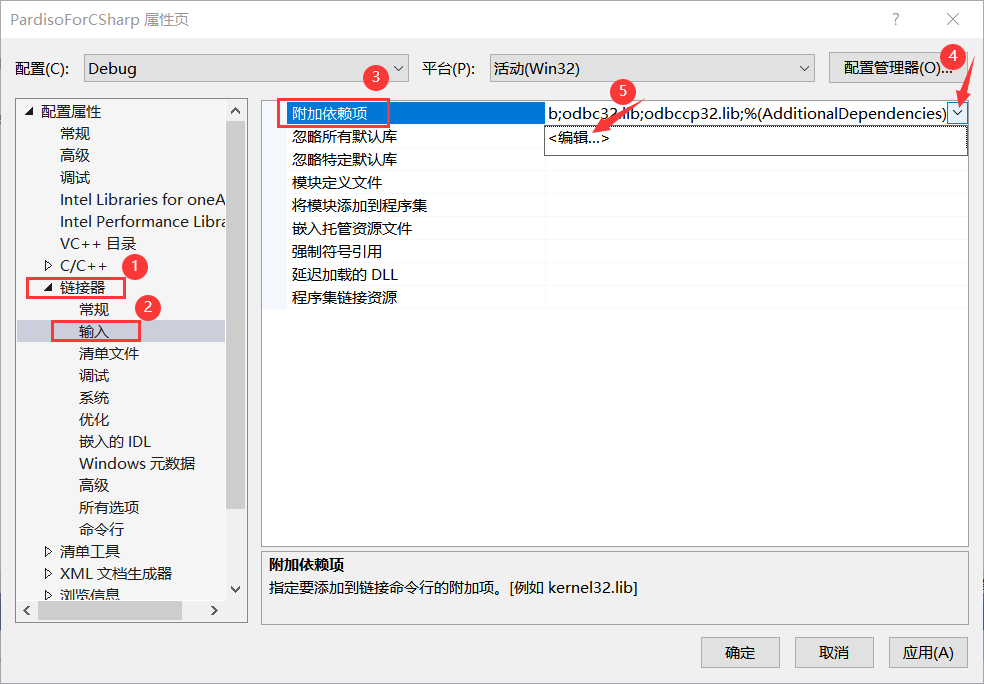 PardisoForCSharp 属性页
配置(C): Debug 平台(P): 活动(Win32) 配置管理器(O)... 4
3
5
配置属性
常规
高级
调试
Intel Libraries for oneA
Intel Performance Libra
VC++ 目录
C/C++ 1
链接器
常规 2
输入
清单文件
调试
系统
优化
嵌入的 IDL
Windows 元数据
高级
所有选项
命令行
清单工具
XML 文档生成器
浏览信息
附加依赖项 b;odbc32.lib;odbccp32.lib;%(AdditionalDependencies)
忽略所有默认库 <编辑...>
忽略特定默认库
模块定义文件
将模块添加到程序集
嵌入托管资源文件
强制符号引用
延迟加载的 DLL
程序集链接资源
附加依赖项
指定要添加到链接命令行的附加项。[例如 kernel32.lib]
确定 取消 应用(A)